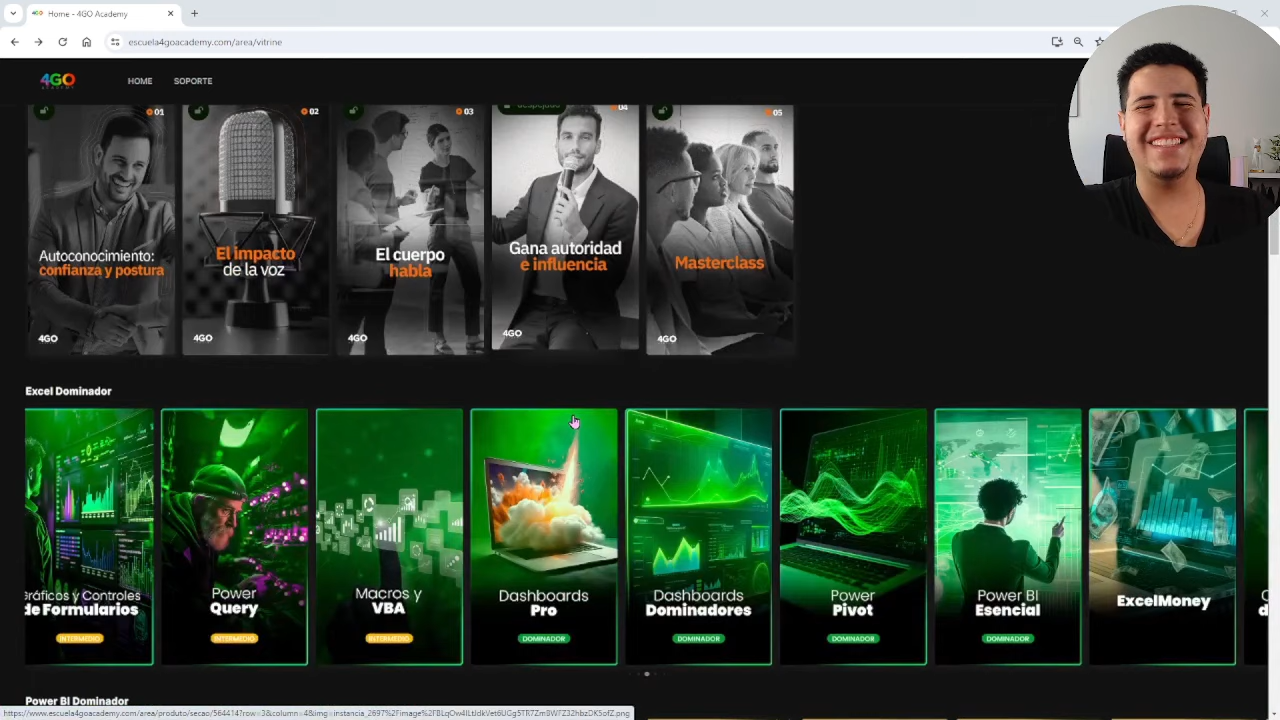 Home - 4GO Academy
escuela4goacademy.com/area/vitrine
4GO
ACADEMY
HOME
SOPORTE
01
02
03
despejado
04
05
Autoconocimiento:
confianza y postura
4GO
El impacto
de la voz
4GO
El cuerpo
habla
4GO
Gana autoridad
e influencia
4GO
Masterclass
4GO
Excel Dominador
Gráficos y Controles
de Formularios
INTERMEDIO
Power
Query
INTERMEDIO
Macros y
VBA
INTERMEDIO
Dashboards
Pro
DOMINADOR
Dashboards
Dominadores
DOMINADOR
Power
Pivot
DOMINADOR
Power BI
Esencial
DOMINADOR
ExcelMoney
Power BI Dominador